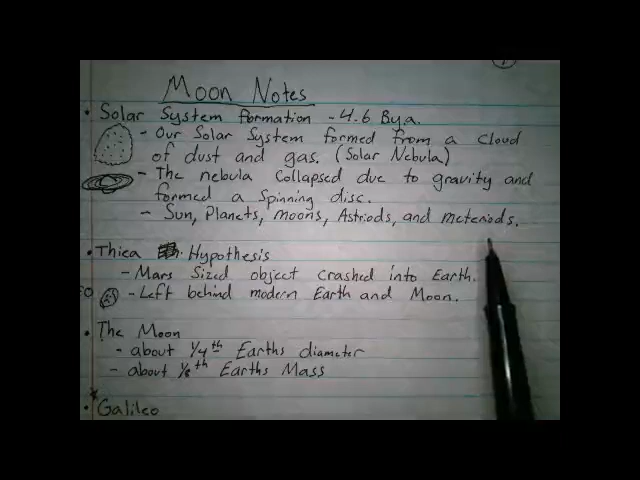 Moon Notes
• Solar System Formation - 4.6 Bya.
- Our Solar System formed from a cloud
of dust and gas. (Solar Nebula)
- The nebula collapsed due to gravity and
formed a spinning disc.
- Sun, Planets, moons, Astriods, and meteriods.
• Thiea Hypothesis
- Mars Sized object crashed into Earth.
- Left behind modern Earth and Moon.
• The Moon
- about 1/4th Earths diameter
- about 1/8th Earths Mass
• Galileo